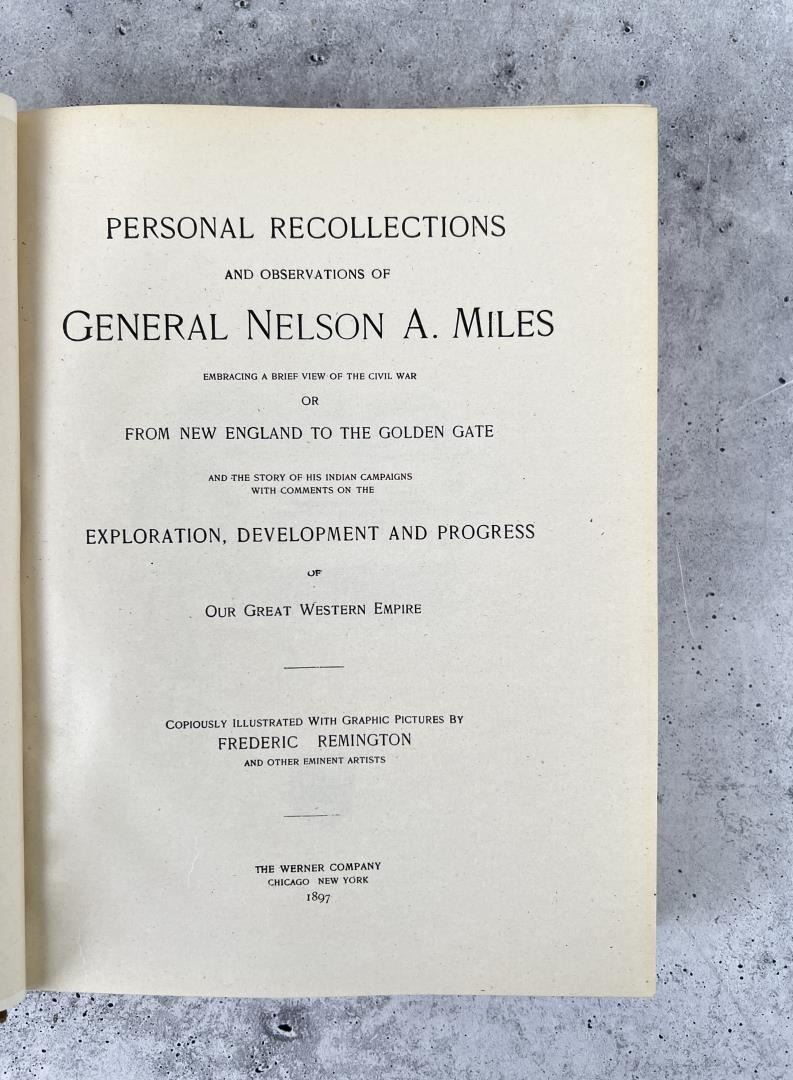 PERSONAL RECOLLECTIONS
AND OBSERVATIONS OF
GENERAL NELSON A. MILES
EMBRACING A BRIEF VIEW OF THE CIVIL WAR
OR
FROM NEW ENGLAND TO THE GOLDEN GATE
AND THE STORY OF HIS INDIAN CAMPAIGNS
WITH COMMENTS ON THE
EXPLORATION, DEVELOPMENT AND PROGRESS
OF
OUR GREAT WESTERN EMPIRE
COPIOUSLY ILLUSTRATED WITH GRAPHIC PICTURES BY
FREDERIC REMINGTON
AND OTHER EMINENT ARTISTS
THE WERNER COMPANY
CHICAGO NEW YORK
1897